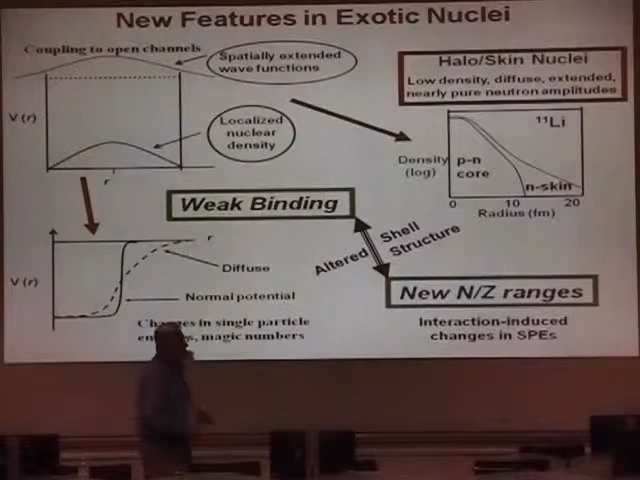 New Features in Exotic Nuclei
Coupling to open channels
Spatially extended
wave functions
Halo/Skin Nuclei
Low density, diffuse, extended,
nearly pure neutron amplitudes
V (r)
Localized
nuclear
density
r
Density
(log)
¹¹Li
p-n
core
n-skin
0 10 20
Radius (fm)
Weak Binding
Altered Shell
Structure
r
V (r)
Diffuse
Normal potential
New N/Z ranges
Changes in single particle
magic numbers
Interaction-induced
changes in SPEs